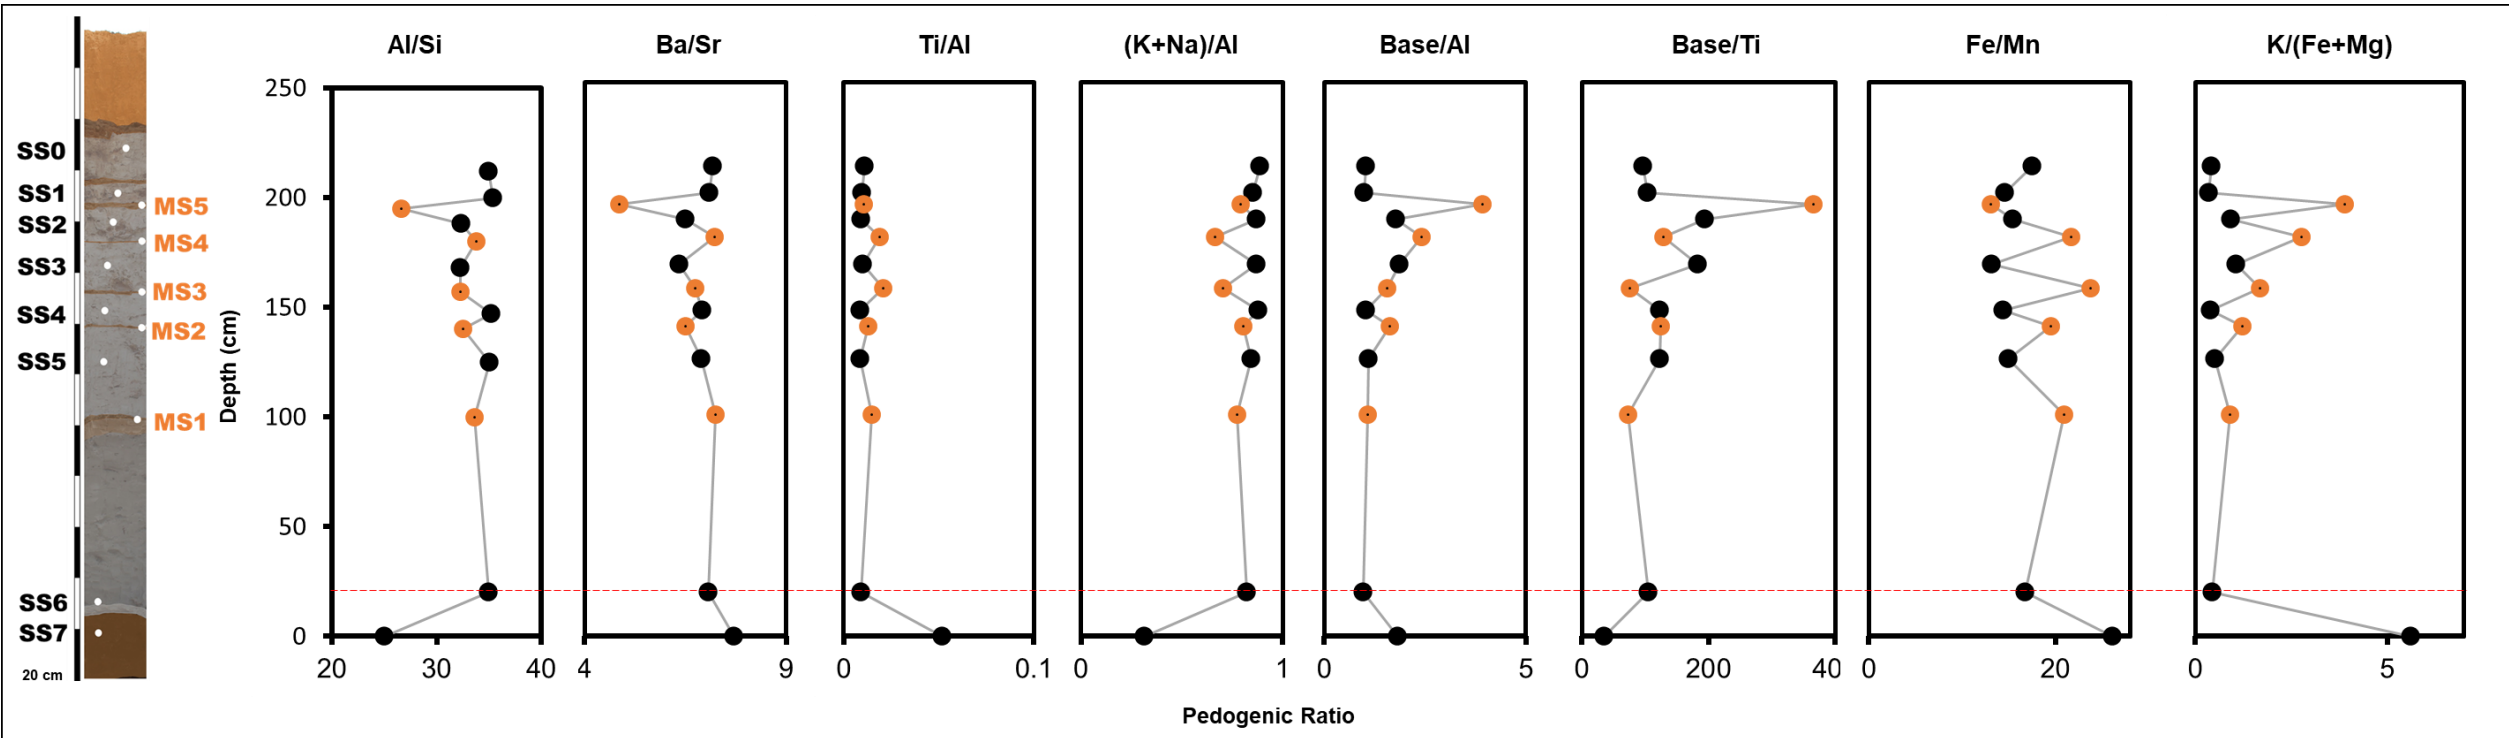 Al/Si Ba/Sr Ti/Al (K+Na)/Al Base/Al Base/Ti Fe/Mn K/(Fe+Mg)
SS0
SS1
MS5
SS2
MS4
SS3
MS3
SS4
MS2
SS5
MS1
SS6
SS7
20 cm
Depth (cm)
250
200
150
100
50
0
20 30 40 4 9 0 0.1 0 1 0 5 0 200 40 0 20 0 5
Pedogenic Ratio